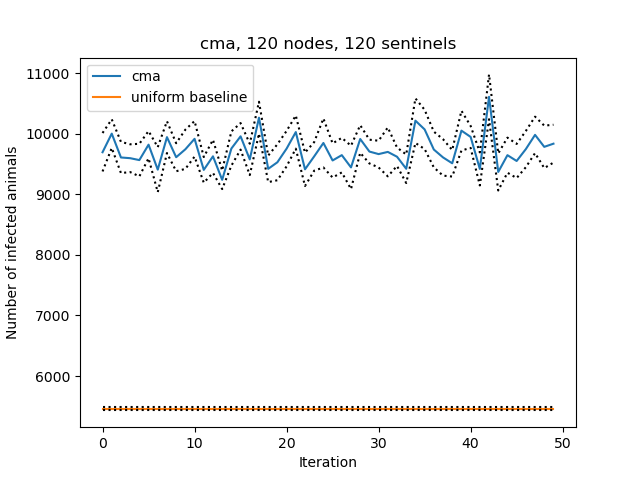 cma, 120 nodes, 120 sentinels
cma
uniform baseline
Number of infected animals
11000
10000
9000
8000
7000
6000
0 10 20 30 40 50
Iteration